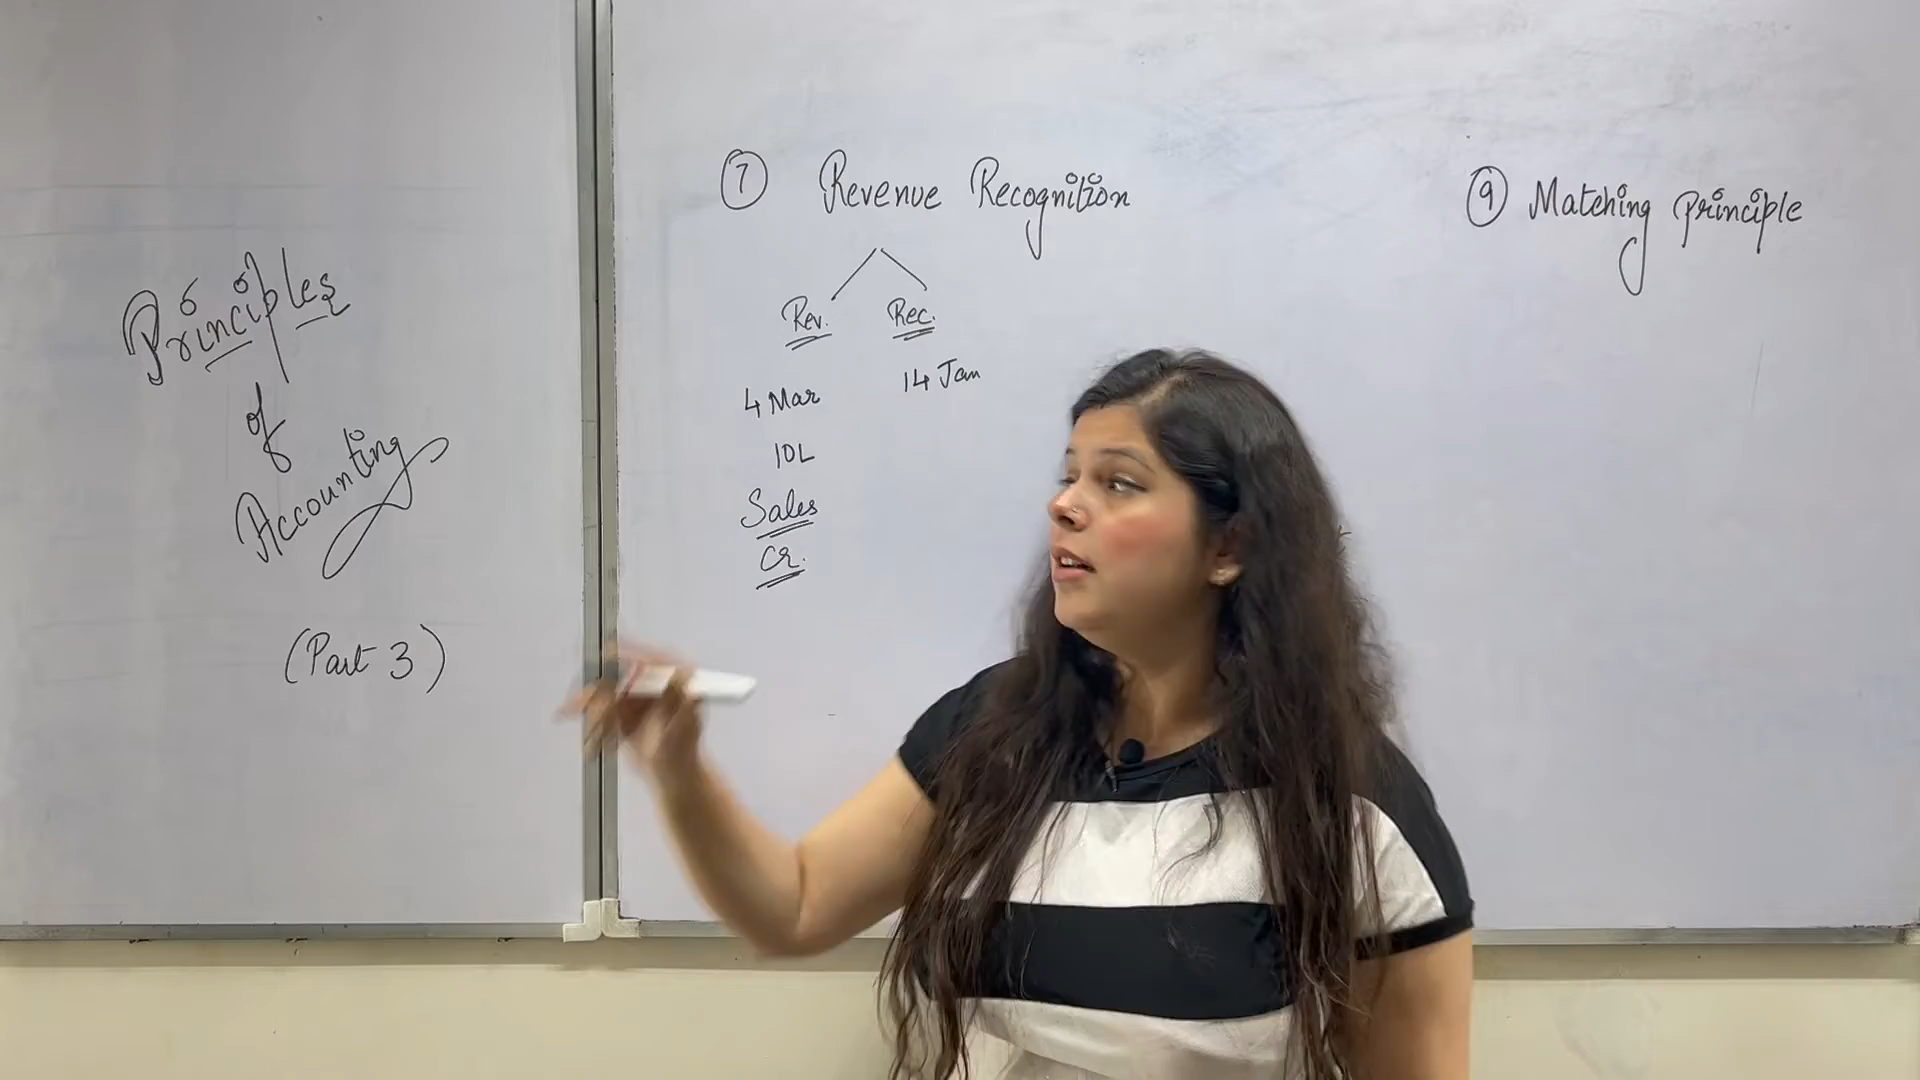 Principles
of
Accounting
(Part 3)
7 Revenue Recognition
Rev. Rec.
4 Mar 14 Jan
10L
Sales
Cr.
9 Matching principle